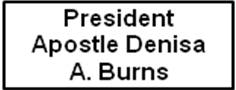 President
Apostle Denisa
A. Burns